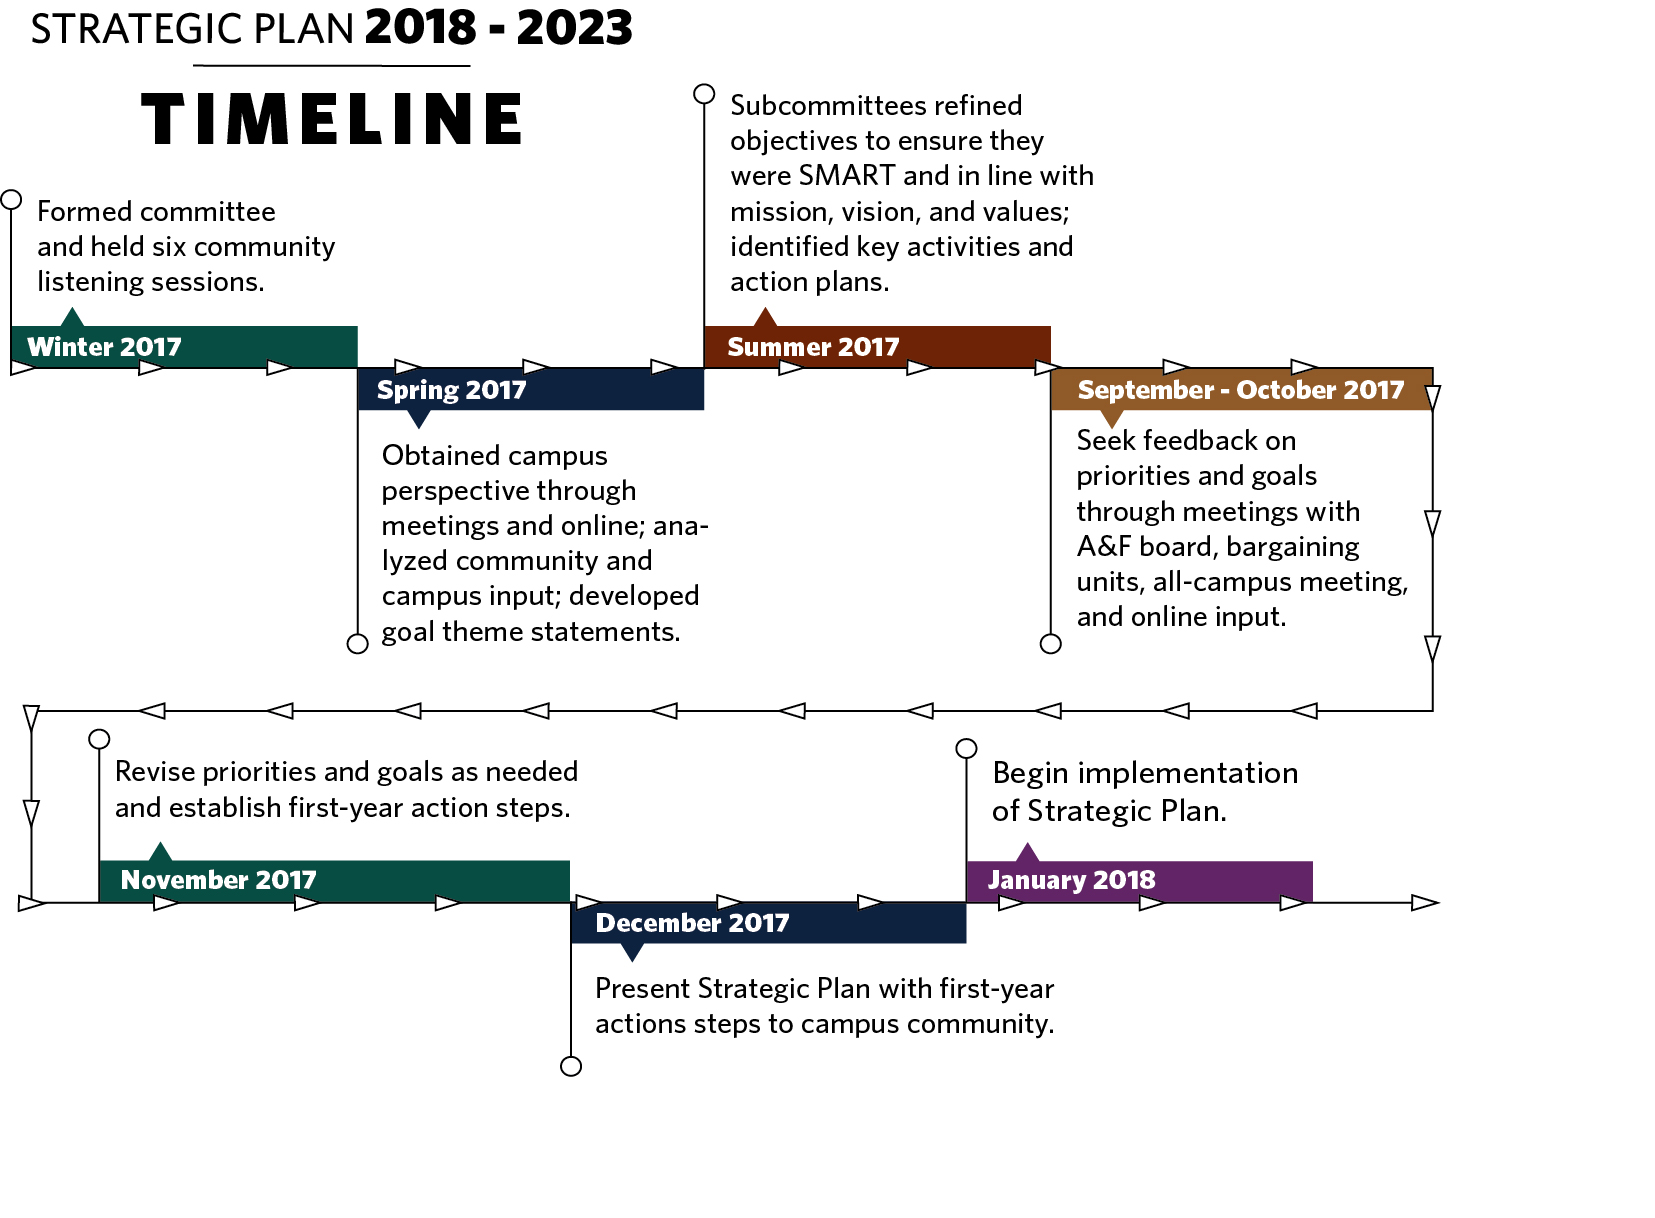 STRATEGIC PLAN 2018 - 2023
TIMELINE
Formed committee
and held six community
listening sessions.
Winter 2017
Spring 2017
Obtained campus
perspective through
meetings and online; ana-
lyzed community and
campus input; developed
goal theme statements.
Subcommittees refined
objectives to ensure they
were SMART and in line with
mission, vision, and values;
identified key activities and
action plans.
Summer 2017
September - October 2017
Seek feedback on
priorities and goals
through meetings with
A&F board, bargaining
units, all-campus meeting,
and online input.
Revise priorities and goals as needed
and establish first-year action steps.
November 2017
December 2017
Present Strategic Plan with first-year
actions steps to campus community.
Begin implementation
of Strategic Plan.
January 2018